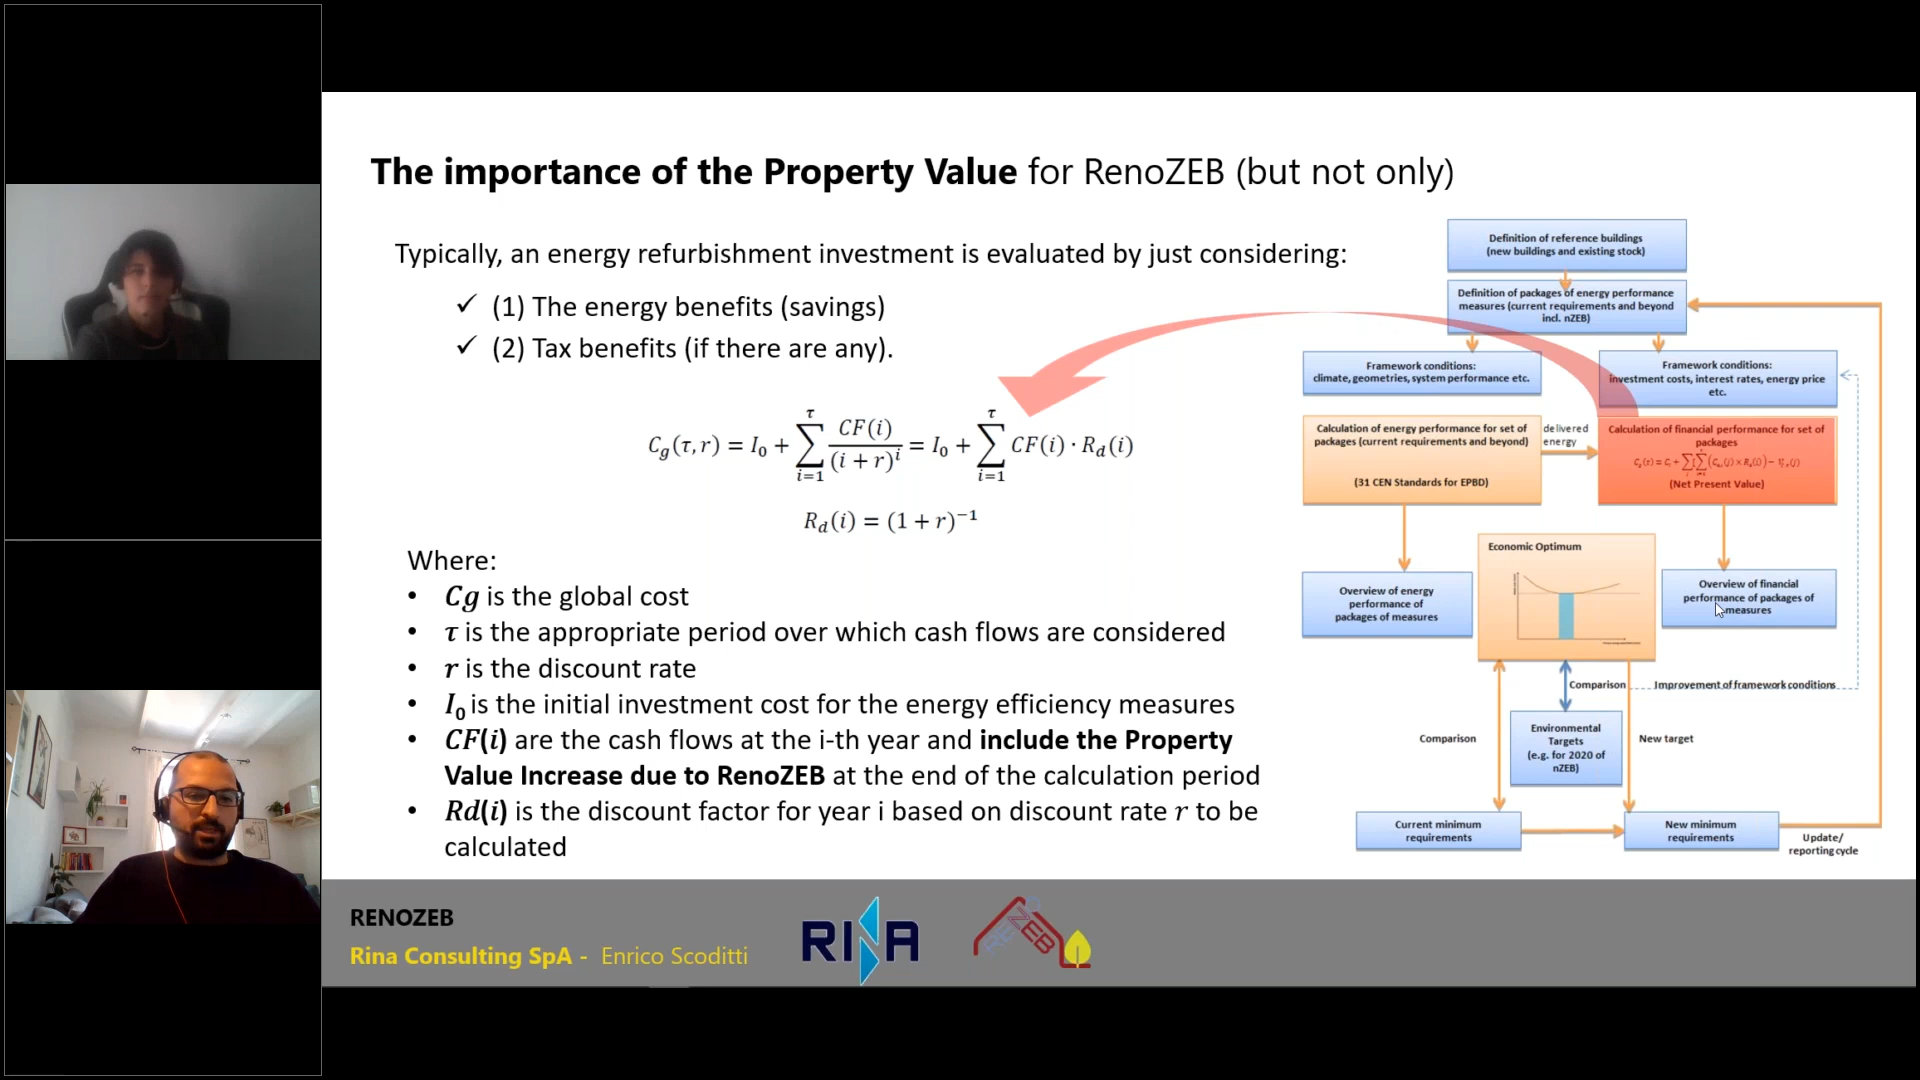 The importance of the Property Value for RenoZEB (but not only)
Typically, an energy refurbishment investment is evaluated by just considering:
✓ (1) The energy benefits (savings)
✓ (2) Tax benefits (if there are any).
C_g(τ,r) = I_0 + ∑_{i=1}^{τ} CF(i)/(i + r)^i = I_0 + ∑_{i=1}^{τ} CF(i) · R_d(i)
R_d(i) = (1 + r)^{−1}
Where:
• Cg is the global cost
• τ is the appropriate period over which cash flows are considered
• r is the discount rate
• I_0 is the initial investment cost for the energy efficiency measures
• CF(i) are the cash flows at the i-th year and include the Property
Value Increase due to RenoZEB at the end of the calculation period
• Rd(i) is the discount factor for year i based on discount rate r to be
calculated
Definition of reference buildings
(new buildings and existing stock)
Definition of packages of energy performance
measures (current requirements and beyond
incl. nZEB)
Framework conditions:
climate, geometries, system performance etc.
Framework conditions:
investment costs, interest rates, energy price
etc.
Calculation of energy performance for set of
packages (current requirements and beyond)
(31 CEN Standards for EPBD)
delivered
energy
Calculation of financial performance for set of
packages
(Net Present Value)
Overview of energy
performance of
packages of measures
Economic Optimum
Overview of financial
performance of packages of
measures
Comparison
Improvement of framework conditions
Comparison
Environmental
Targets
(e.g. for 2020 of
nZEB)
New target
Current minimum
requirements
New minimum
requirements
Update/
reporting cycle
RENOZEB
Rina Consulting SpA - Enrico Scoditti
RINA
ZEB